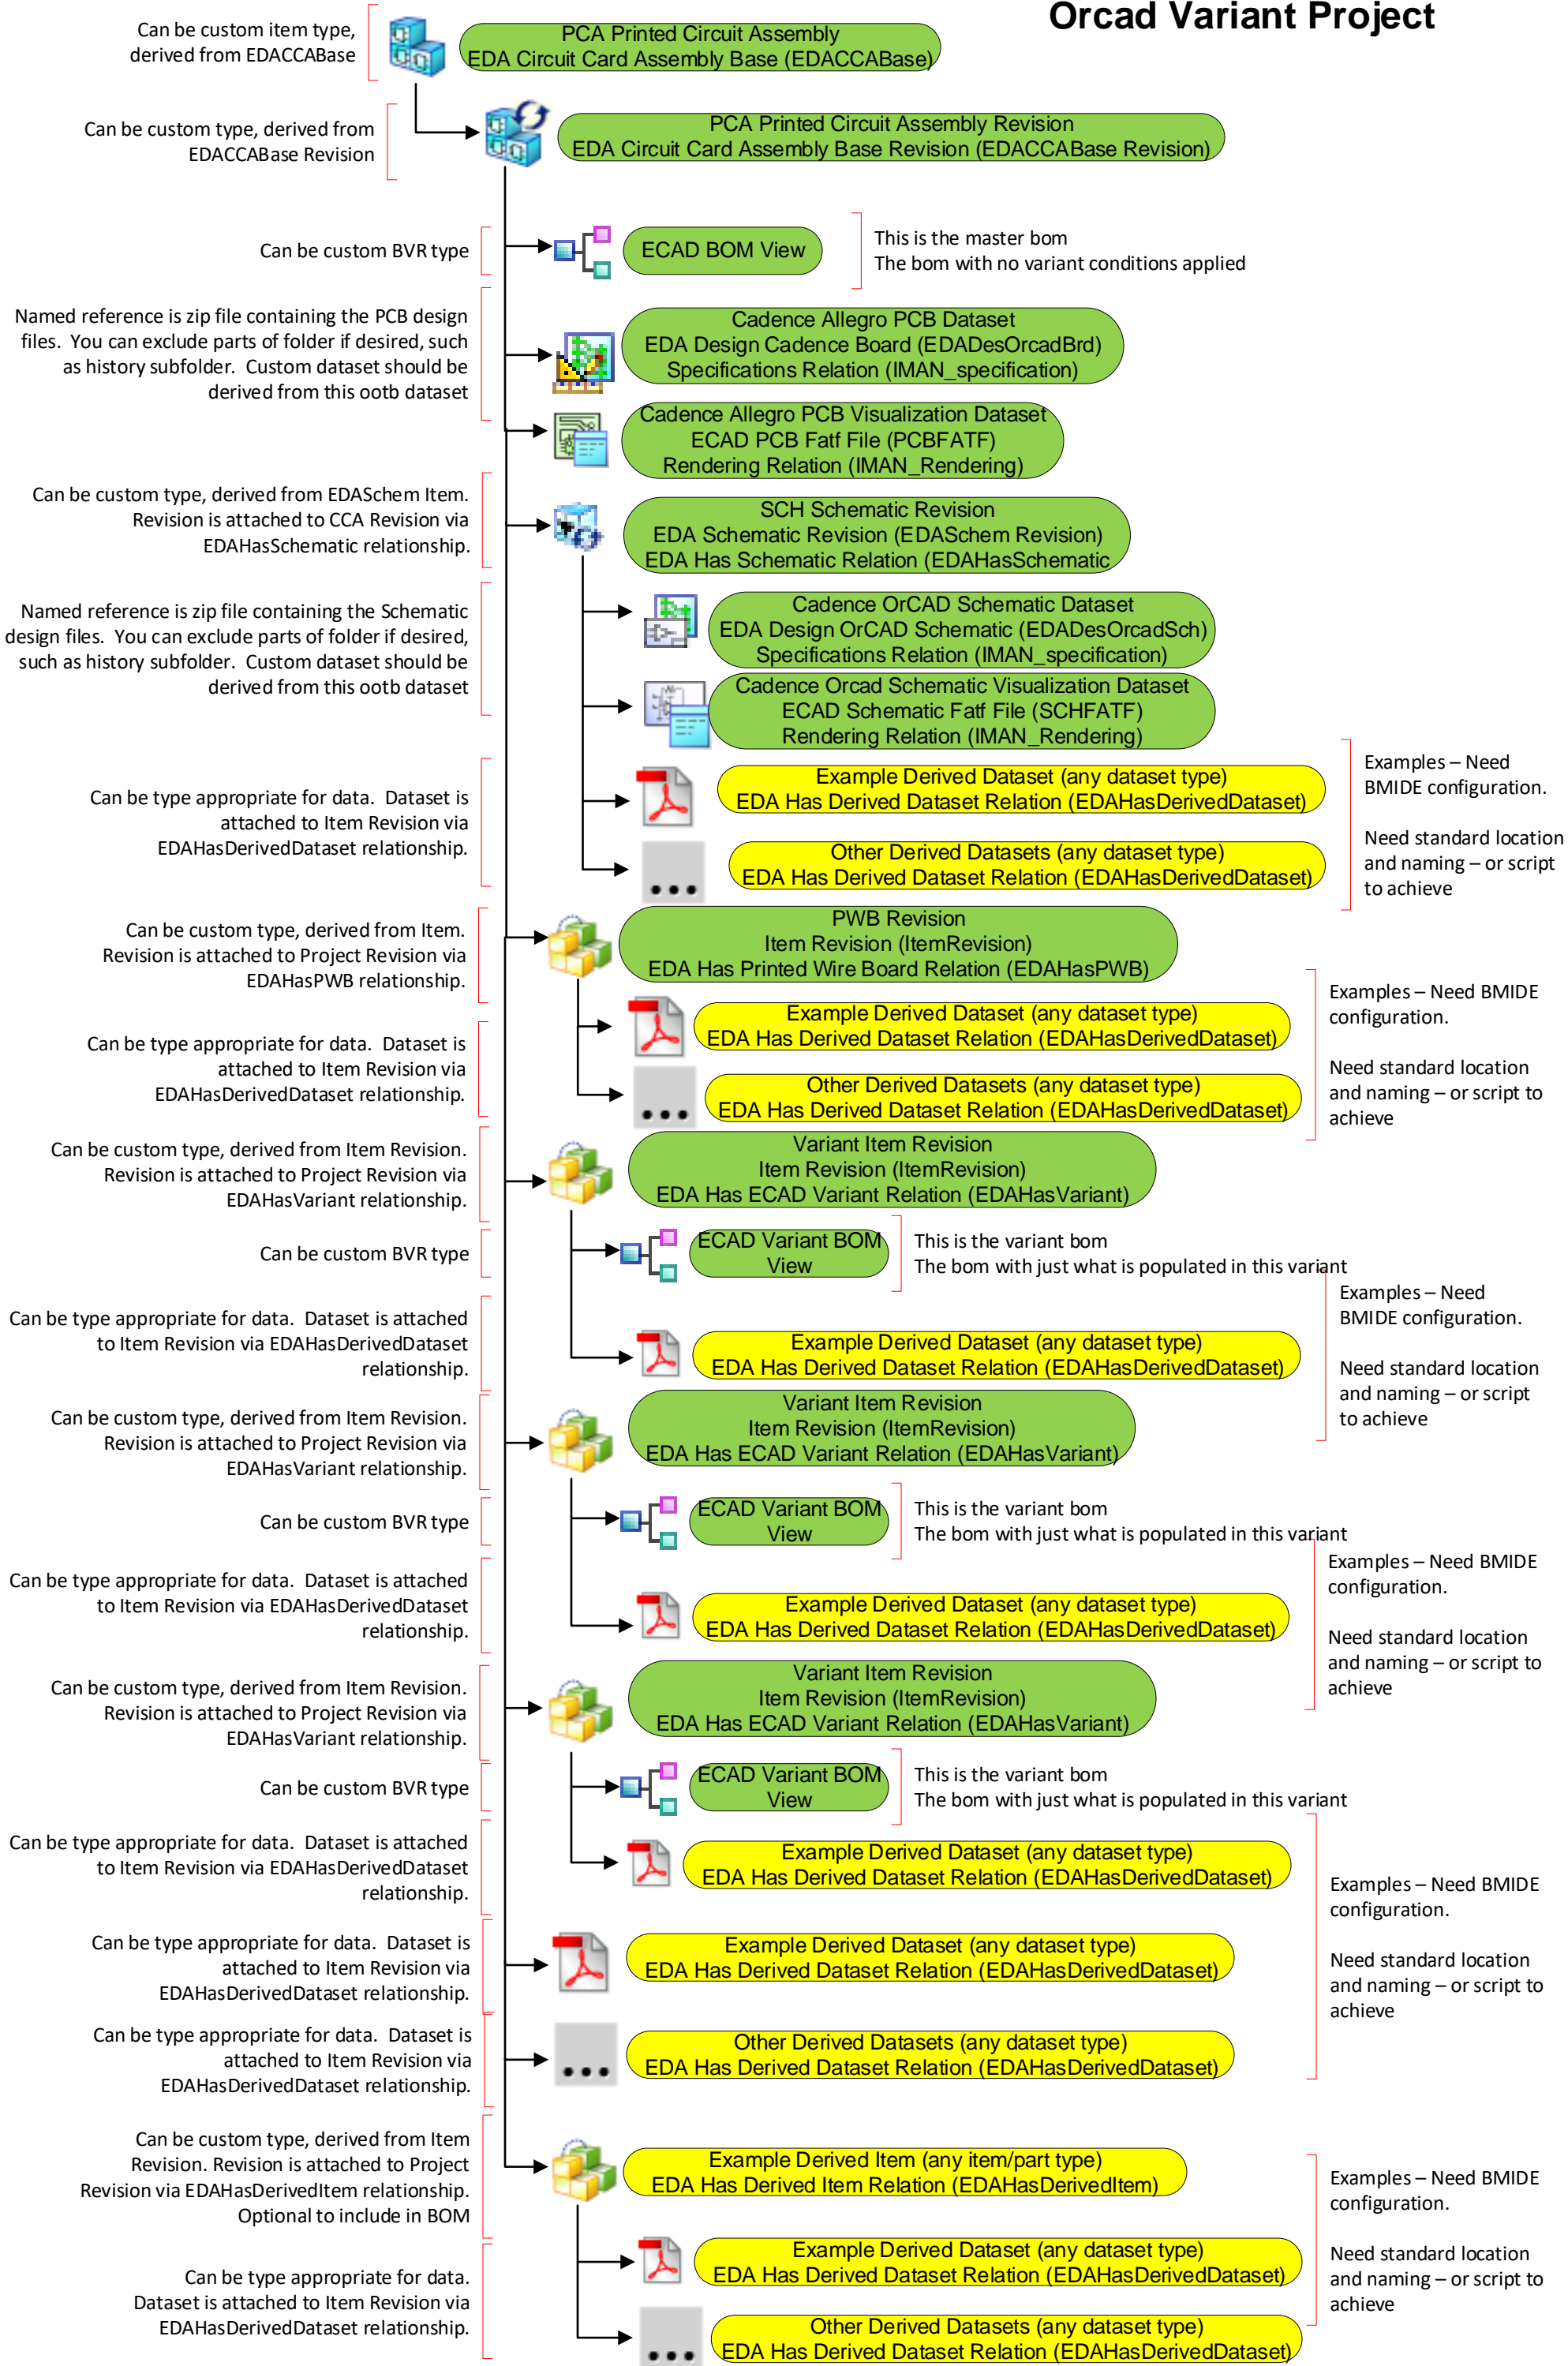 Orcad Variant Project
Can be custom item type,
derived from EDACCABase
PCA Printed Circuit Assembly
EDA Circuit Card Assembly Base (EDACCABase)
Can be custom type, derived from
EDACCABase Revision
PCA Printed Circuit Assembly Revision
EDA Circuit Card Assembly Base Revision (EDACCABase Revision)
Can be custom BVR type
ECAD BOM View
This is the master bom
The bom with no variant conditions applied
Named reference is zip file containing the PCB design
files.  You can exclude parts of folder if desired, such
as history subfolder.  Custom dataset should be
derived from this ootb dataset
Cadence Allegro PCB Dataset
EDA Design Cadence Board (EDADesOrcadBrd)
Specifications Relation (IMAN_specification)
Cadence Allegro PCB Visualization Dataset
ECAD PCB Fatf File (PCBFATF)
Rendering Relation (IMAN_Rendering)
Can be custom type, derived from EDASchem Item.
Revision is attached to CCA Revision via
EDAHasSchematic relationship.
SCH Schematic Revision
EDA Schematic Revision (EDASchem Revision)
EDA Has Schematic Relation (EDAHasSchematic
Named reference is zip file containing the Schematic
design files.  You can exclude parts of folder if desired,
such as history subfolder.  Custom dataset should be
derived from this ootb dataset
Cadence OrCAD Schematic Dataset
EDA Design OrCAD Schematic (EDADesOrcadSch)
Specifications Relation (IMAN_specification)
Cadence Orcad Schematic Visualization Dataset
ECAD Schematic Fatf File (SCHFATF)
Rendering Relation (IMAN_Rendering)
Can be type appropriate for data.  Dataset is
attached to Item Revision via
EDAHasDerivedDataset relationship.
Example Derived Dataset (any dataset type)
EDA Has Derived Dataset Relation (EDAHasDerivedDataset)
Other Derived Datasets (any dataset type)
EDA Has Derived Dataset Relation (EDAHasDerivedDataset)
Examples – Need
BMIDE configuration.
Need standard location
and naming – or script
to achieve
Can be custom type, derived from Item.
Revision is attached to Project Revision via
EDAHasPWB relationship.
PWB Revision
Item Revision (ItemRevision)
EDA Has Printed Wire Board Relation (EDAHasPWB)
Can be type appropriate for data.  Dataset is
attached to Item Revision via
EDAHasDerivedDataset relationship.
Example Derived Dataset (any dataset type)
EDA Has Derived Dataset Relation (EDAHasDerivedDataset)
Other Derived Datasets (any dataset type)
EDA Has Derived Dataset Relation (EDAHasDerivedDataset)
Examples – Need BMIDE
configuration.
Need standard location
and naming – or script to
achieve
Can be custom type, derived from Item Revision.
Revision is attached to Project Revision via
EDAHasVariant relationship.
Variant Item Revision
Item Revision (ItemRevision)
EDA Has ECAD Variant Relation (EDAHasVariant)
Can be custom BVR type
ECAD Variant BOM
View
This is the variant bom
The bom with just what is populated in this variant
Can be type appropriate for data.  Dataset is attached
to Item Revision via EDAHasDerivedDataset
relationship.
Example Derived Dataset (any dataset type)
EDA Has Derived Dataset Relation (EDAHasDerivedDataset)
Examples – Need
BMIDE configuration.
Need standard location
and naming – or script
to achieve
Can be custom type, derived from Item Revision.
Revision is attached to Project Revision via
EDAHasVariant relationship.
Variant Item Revision
Item Revision (ItemRevision)
EDA Has ECAD Variant Relation (EDAHasVariant)
Can be custom BVR type
ECAD Variant BOM
View
This is the variant bom
The bom with just what is populated in this variant
Can be type appropriate for data.  Dataset is attached
to Item Revision via EDAHasDerivedDataset
relationship.
Example Derived Dataset (any dataset type)
EDA Has Derived Dataset Relation (EDAHasDerivedDataset)
Examples – Need BMIDE
configuration.
Need standard location
and naming – or script to
achieve
Can be custom type, derived from Item Revision.
Revision is attached to Project Revision via
EDAHasVariant relationship.
Variant Item Revision
Item Revision (ItemRevision)
EDA Has ECAD Variant Relation (EDAHasVariant)
Can be custom BVR type
ECAD Variant BOM
View
This is the variant bom
The bom with just what is populated in this variant
Can be type appropriate for data.  Dataset is attached
to Item Revision via EDAHasDerivedDataset
relationship.
Example Derived Dataset (any dataset type)
EDA Has Derived Dataset Relation (EDAHasDerivedDataset)
Can be type appropriate for data.  Dataset is
attached to Item Revision via
EDAHasDerivedDataset relationship.
Example Derived Dataset (any dataset type)
EDA Has Derived Dataset Relation (EDAHasDerivedDataset)
Examples – Need BMIDE
configuration.
Need standard location
and naming – or script to
achieve
Can be type appropriate for data.  Dataset is
attached to Item Revision via
EDAHasDerivedDataset relationship.
Other Derived Datasets (any dataset type)
EDA Has Derived Dataset Relation (EDAHasDerivedDataset)
Can be custom type, derived from Item
Revision. Revision is attached to Project
Revision via EDAHasDerivedItem relationship.
Optional to include in BOM
Example Derived Item (any item/part type)
EDA Has Derived Item Relation (EDAHasDerivedItem)
Can be type appropriate for data.
Dataset is attached to Item Revision via
EDAHasDerivedDataset relationship.
Example Derived Dataset (any dataset type)
EDA Has Derived Dataset Relation (EDAHasDerivedDataset)
Other Derived Datasets (any dataset type)
EDA Has Derived Dataset Relation (EDAHasDerivedDataset)
Examples – Need BMIDE
configuration.
Need standard location
and naming – or script to
achieve